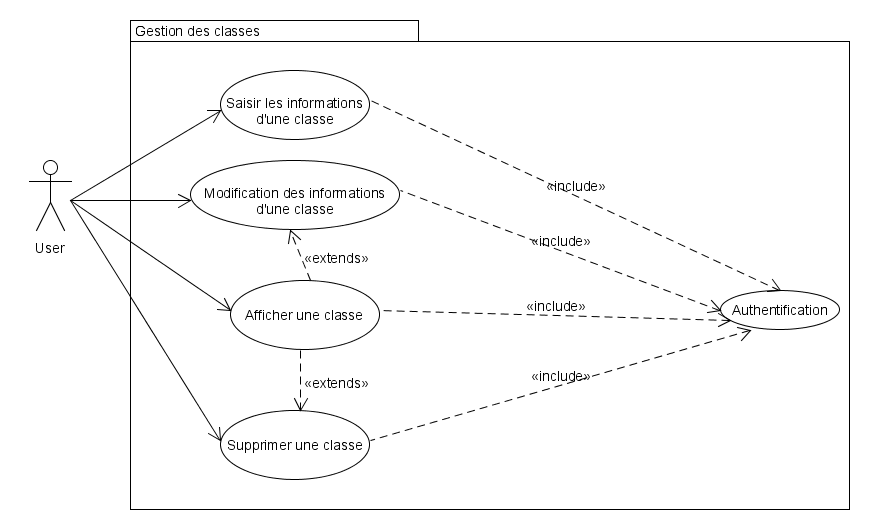 Gestion des classes
Saisir les informations
d'une classe
«include»
Modification des informations
d'une classe
User
«include»
«extends»
Afficher une classe
«include»
Authentification
«extends»
«include»
Supprimer une classe